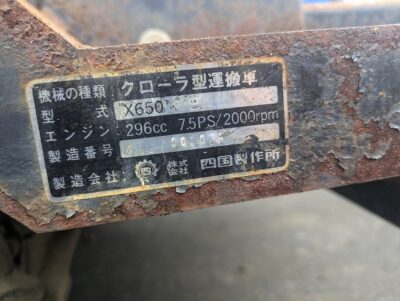 機械の種類 クローラ型運搬車
型式 X650
エンジン 296cc 7.5PS/2000rpm
製造番号
製造会社 株式会社 四国製作所